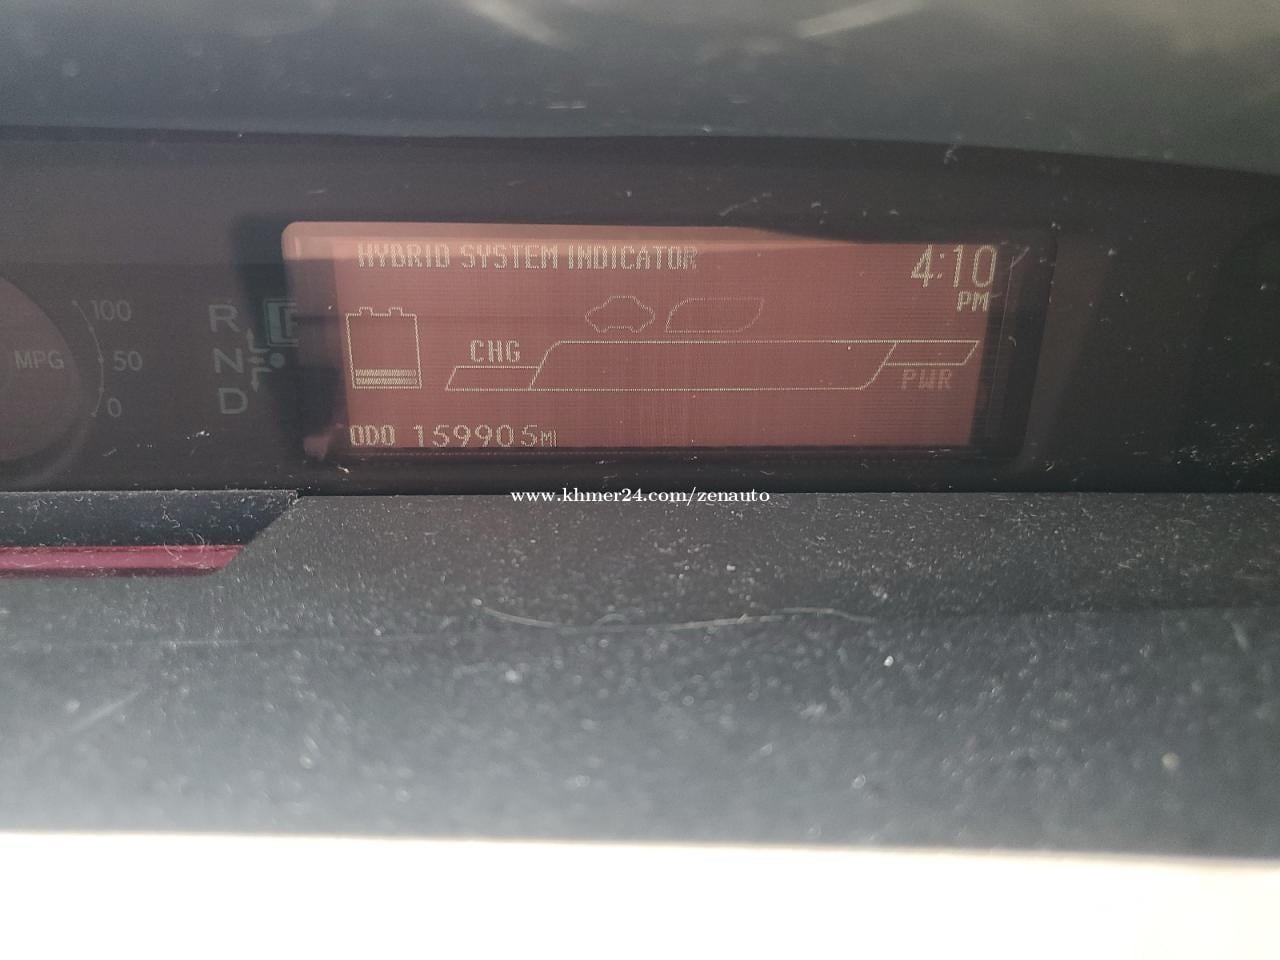 HYBRID SYSTEM INDICATOR
4:10
PM
100
R
MPG
50
N
CHG
PWR
0
D
ODO 159905MI
www.khmer24.com/zenauto